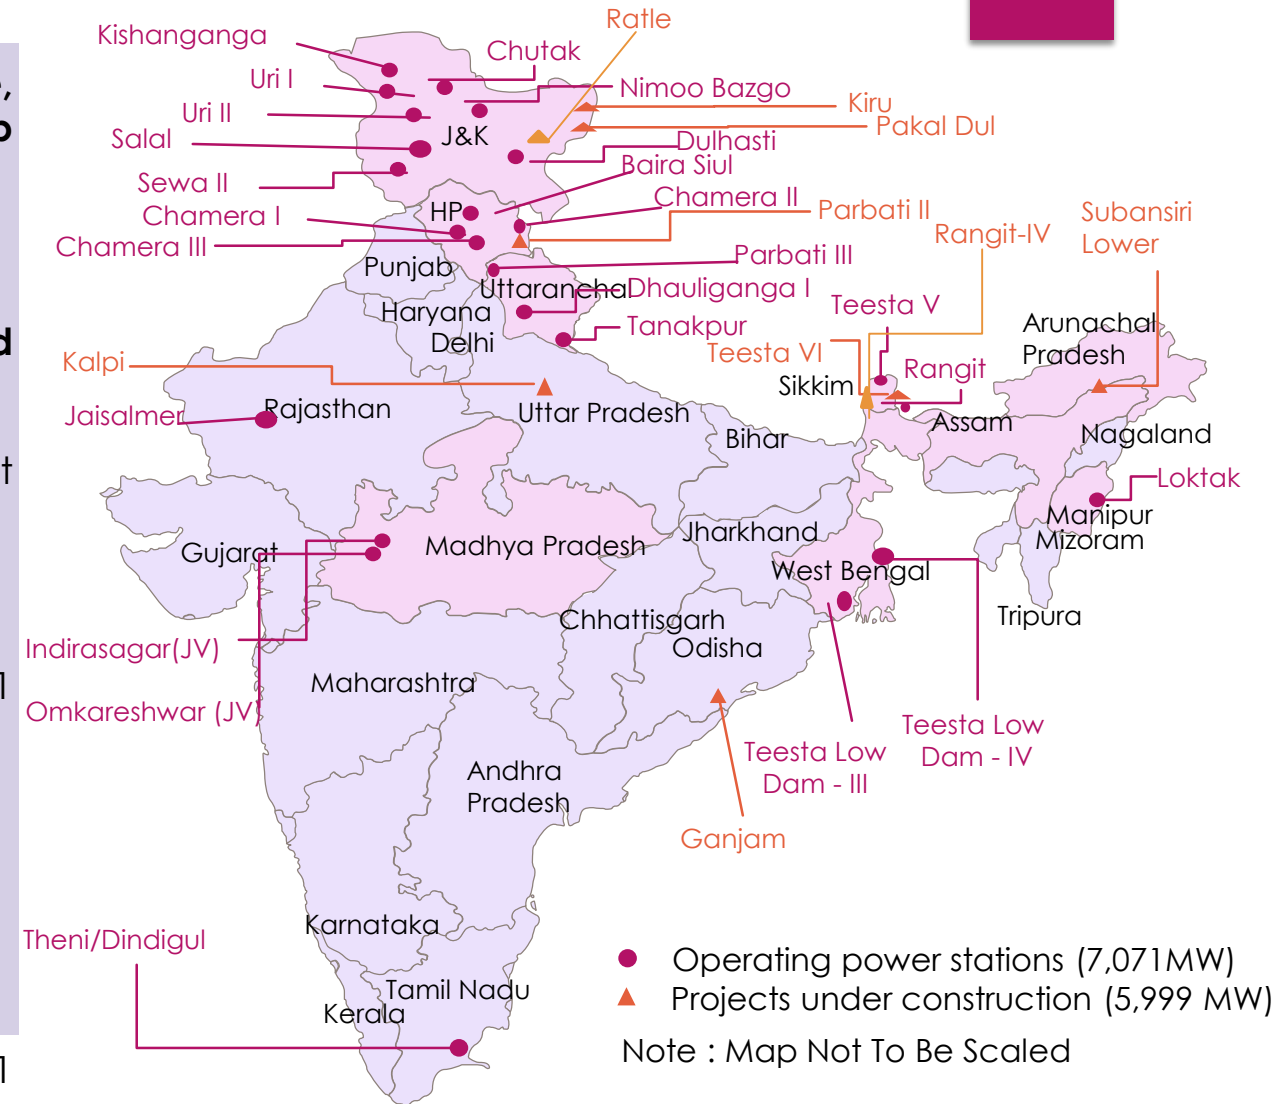 Ratle
Kishanganga
Chutak
Uri I
Nimoo Bazgo
Kiru
Uri II
Pakal Dul
Salal
J&K
Dulhasti
Baira Siul
Sewa II
Chamera II
Chamera I
HP
Parbati II
Subansiri
Lower
Rangit-IV
Chamera III
Parbati III
Punjab
Uttaranchal
Dhauliganga I
Teesta V
Haryana
Delhi
Tanakpur
Arunachal
Pradesh
Teesta VI
Kalpi
Rangit
Sikkim
Jaisalmer
Rajasthan
Uttar Pradesh
Assam
Bihar
Nagaland
Loktak
Manipur
Mizoram
Jharkhand
Gujarat
Madhya Pradesh
West Bengal
Tripura
Chhattisgarh
Odisha
Indirasagar(JV)
Maharashtra
Omkareshwar (JV)
Teesta Low
Dam - IV
Teesta Low
Dam - III
Andhra
Pradesh
Ganjam
Karnataka
Theni/Dindigul
Operating power stations (7,071MW)
Tamil Nadu
Projects under construction (5,999 MW)
Kerala
Note : Map Not To Be Scaled